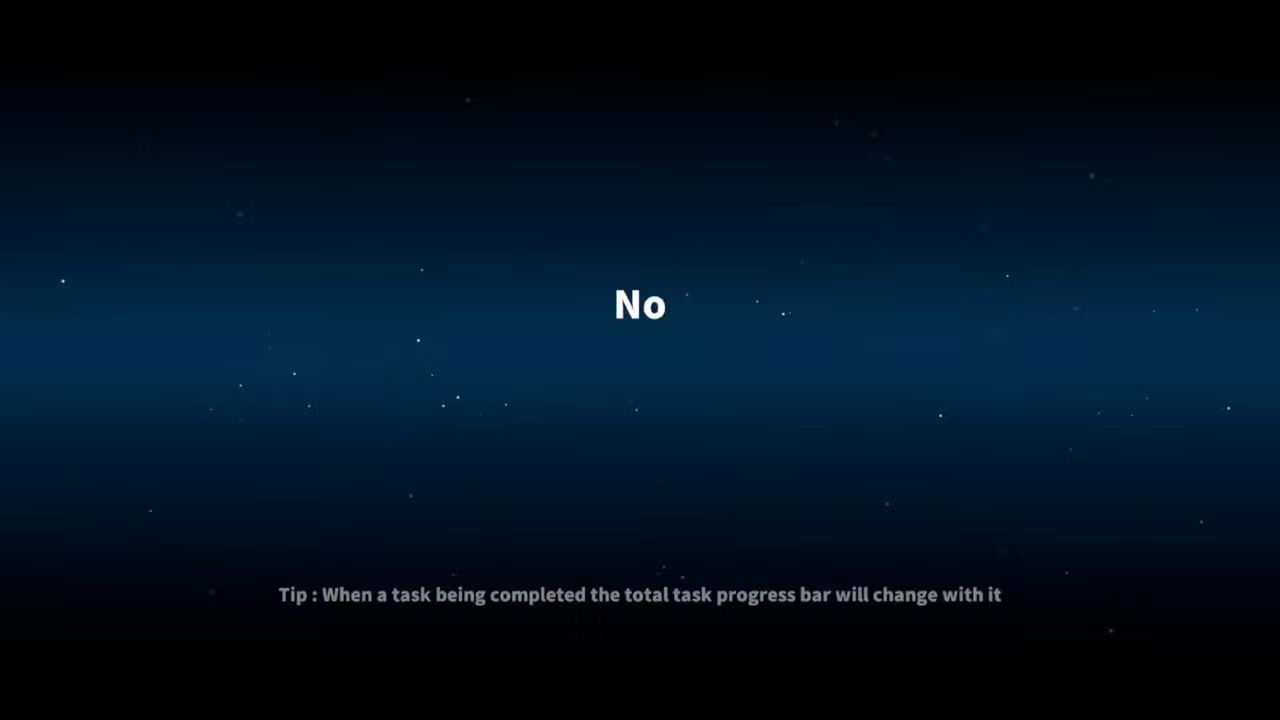 No
Tip : When a task being completed the total task progress bar will change with it